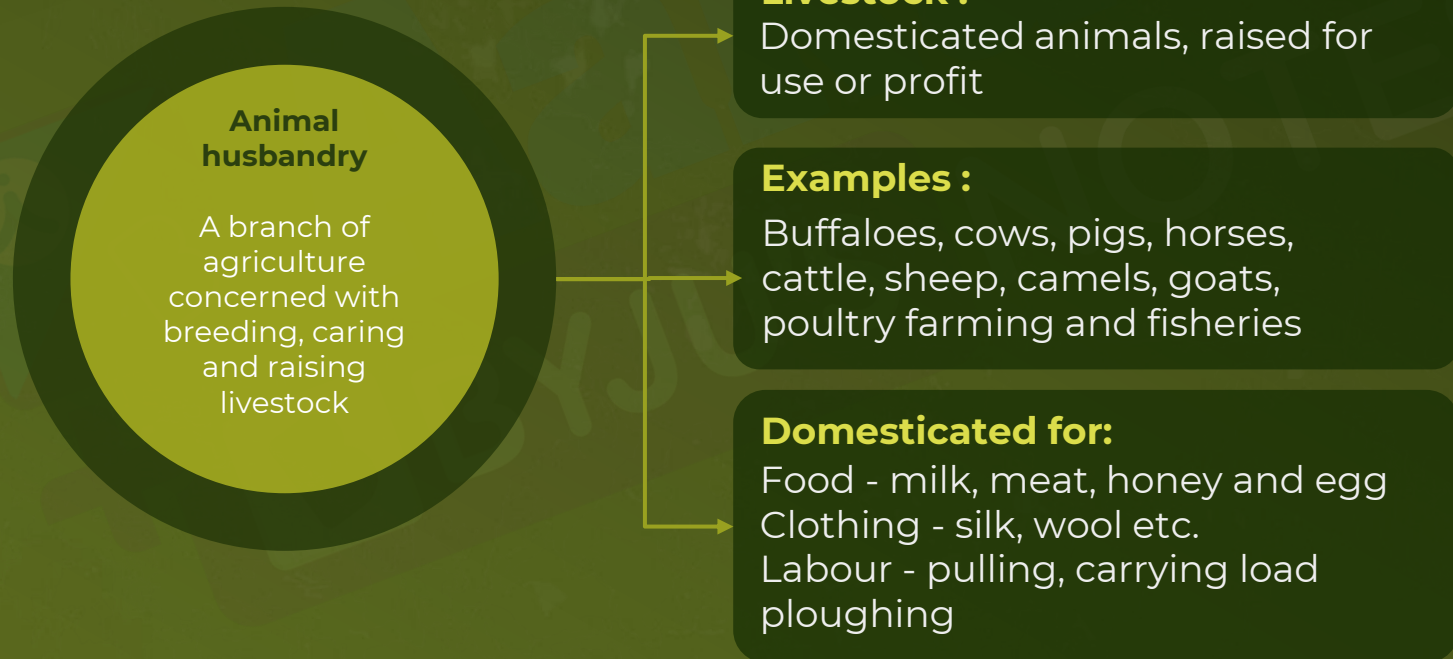 Animal
husbandry
A branch of
agriculture
concerned with
breeding, caring
and raising
livestock
Livestock :
Domesticated animals, raised for
use or profit
Examples :
Buffaloes, cows, pigs, horses,
cattle, sheep, camels, goats,
poultry farming and fisheries
Domesticated for:
Food - milk, meat, honey and egg
Clothing - silk, wool etc.
Labour - pulling, carrying load
ploughing